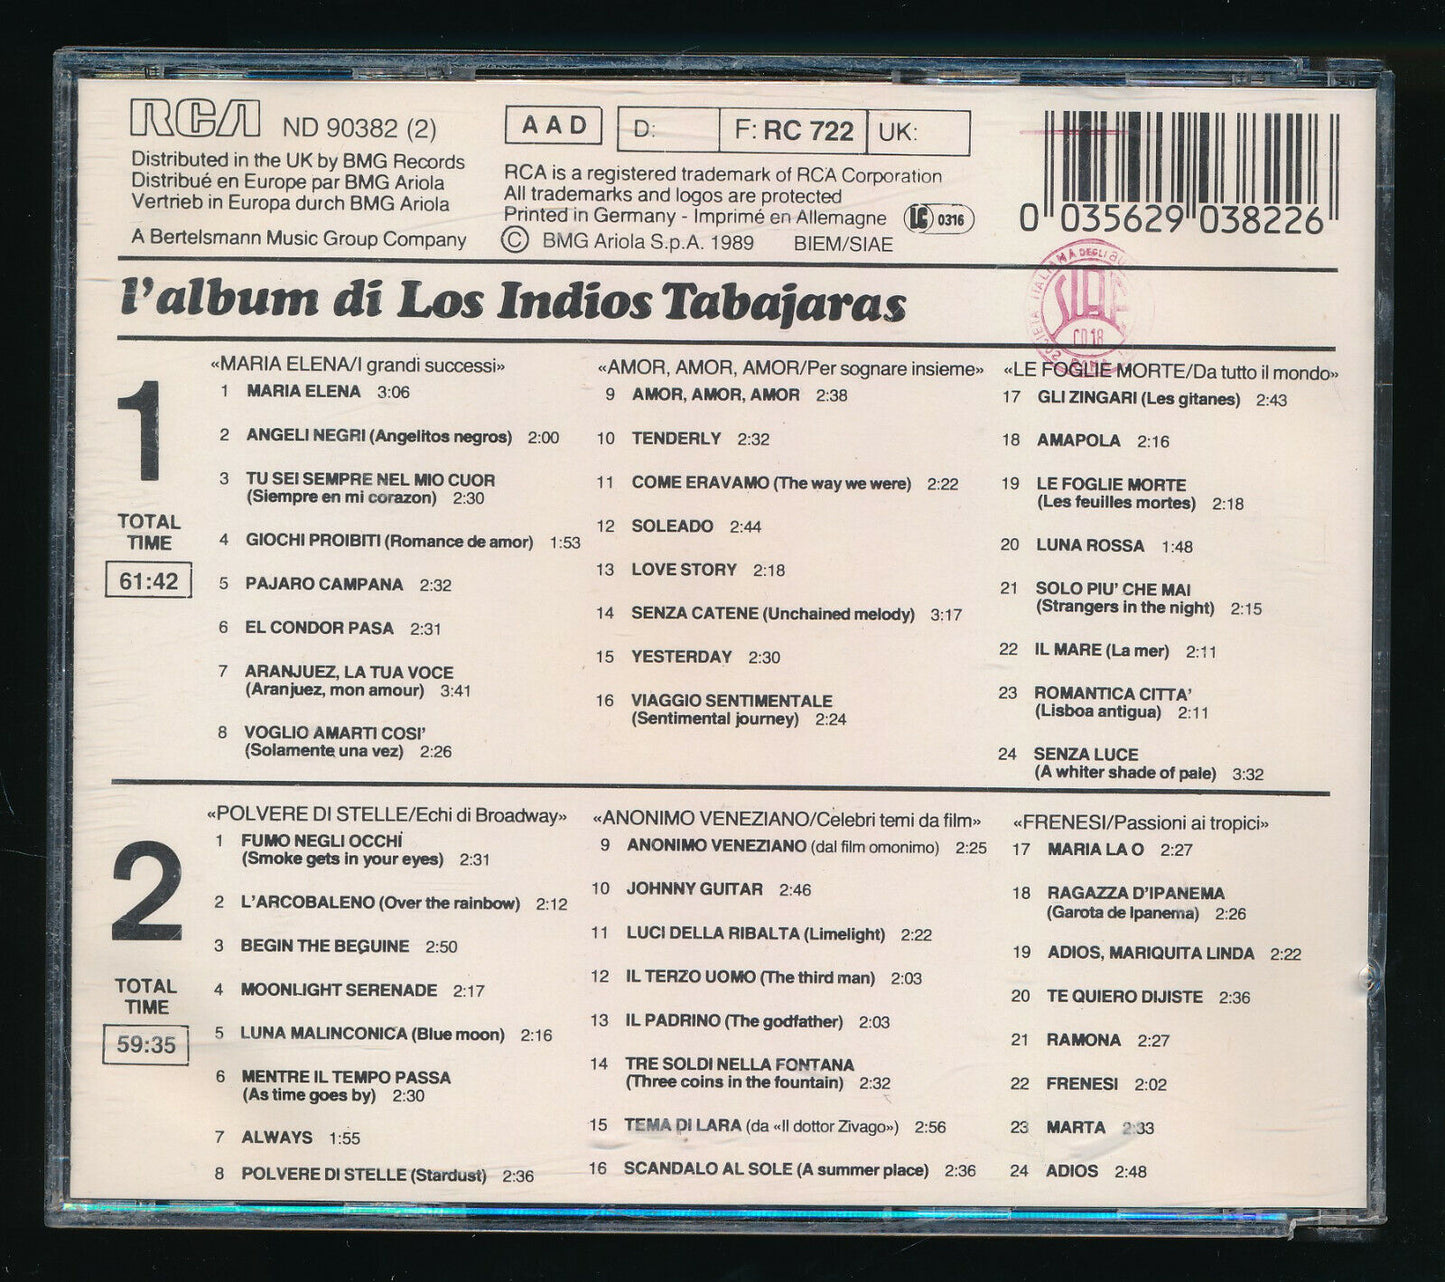 RCA ND 90382 (2)
Distributed in the UK by BMG Records
Distribué en Europe par BMG Ariola
Vertrieb in Europa durch BMG Ariola
A Bertelsmann Music Group Company
AAD D: F: RC 722 UK:
RCA is a registered trademark of RCA Corporation
All trademarks and logos are protected
Printed in Germany - Imprimé en Allemagne LC 0316
© BMG Ariola S.p.A. 1989 BIEM/SIAE
0 035629 038226
SIAE
CD 18
l'album di Los Indios Tabajaras
1
TOTAL
TIME
61:42
«MARIA ELENA/I grandi successi»
1 MARIA ELENA 3:06
2 ANGELI NEGRI (Angelitos negros) 2:00
3 TU SEI SEMPRE NEL MIO CUOR
(Siempre en mi corazon) 2:30
4 GIOCHI PROIBITI (Romance de amor) 1:53
5 PAJARO CAMPANA 2:32
6 EL CONDOR PASA 2:31
7 ARANJUEZ, LA TUA VOCE
(Aranjuez, mon amour) 3:41
8 VOGLIO AMARTI COSI'
(Solamente una vez) 2:26
«AMOR, AMOR, AMOR/Per sognare insieme»
9 AMOR, AMOR, AMOR 2:38
10 TENDERLY 2:32
11 COME ERAVAMO (The way we were) 2:22
12 SOLEADO 2:44
13 LOVE STORY 2:18
14 SENZA CATENE (Unchained melody) 3:17
15 YESTERDAY 2:30
16 VIAGGIO SENTIMENTALE
(Sentimental journey) 2:24
«LE FOGLIE MORTE/Da tutto il mondo»
17 GLI ZINGARI (Les gitanes) 2:43
18 AMAPOLA 2:16
19 LE FOGLIE MORTE
(Les feuilles mortes) 2:18
20 LUNA ROSSA 1:48
21 SOLO PIU' CHE MAI
(Strangers in the night) 2:15
22 IL MARE (La mer) 2:11
23 ROMANTICA CITTA'
(Lisboa antigua) 2:11
24 SENZA LUCE
(A whiter shade of pale) 3:32
2
TOTAL
TIME
59:35
«POLVERE DI STELLE/Echi di Broadway»
1 FUMO NEGLI OCCHI
(Smoke gets in your eyes) 2:31
2 L'ARCOBALENO (Over the rainbow) 2:12
3 BEGIN THE BEGUINE 2:50
4 MOONLIGHT SERENADE 2:17
5 LUNA MALINCONICA (Blue moon) 2:16
6 MENTRE IL TEMPO PASSA
(As time goes by) 2:30
7 ALWAYS 1:55
8 POLVERE DI STELLE (Stardust) 2:36
«ANONIMO VENEZIANO/Celebri temi da film»
9 ANONIMO VENEZIANO (dal film omonimo) 2:25
10 JOHNNY GUITAR 2:46
11 LUCI DELLA RIBALTA (Limelight) 2:22
12 IL TERZO UOMO (The third man) 2:03
13 IL PADRINO (The godfather) 2:03
14 TRE SOLDI NELLA FONTANA
(Three coins in the fountain) 2:32
15 TEMA DI LARA (da «Il dottor Zivago») 2:56
16 SCANDALO AL SOLE (A summer place) 2:36
«FRENESI/Passioni ai tropici»
17 MARIA LA O 2:27
18 RAGAZZA D'IPANEMA
(Garota de Ipanema) 2:26
19 ADIOS, MARIQUITA LINDA 2:22
20 TE QUIERO DIJISTE 2:36
21 RAMONA 2:27
22 FRENESI 2:02
23 MARTA 2:33
24 ADIOS 2:48